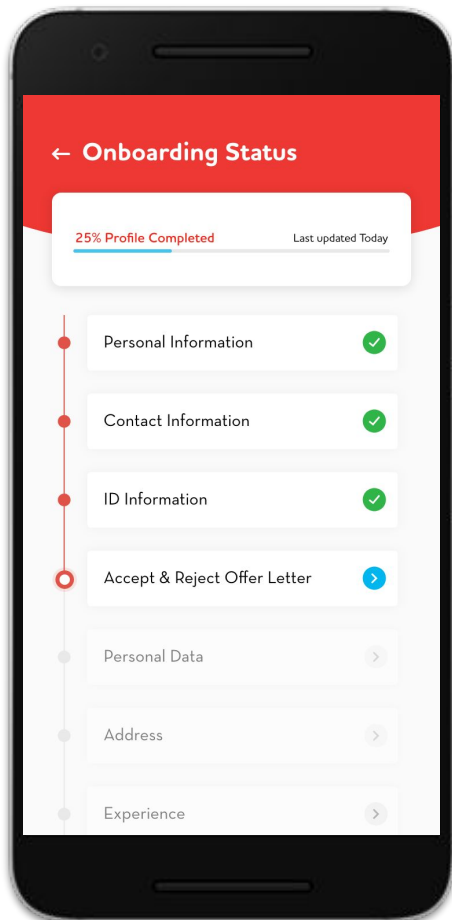 Onboarding Status
25% Profile Completed Last updated Today
Personal Information
Contact Information
ID Information
Accept & Reject Offer Letter
Personal Data
Address
Experience